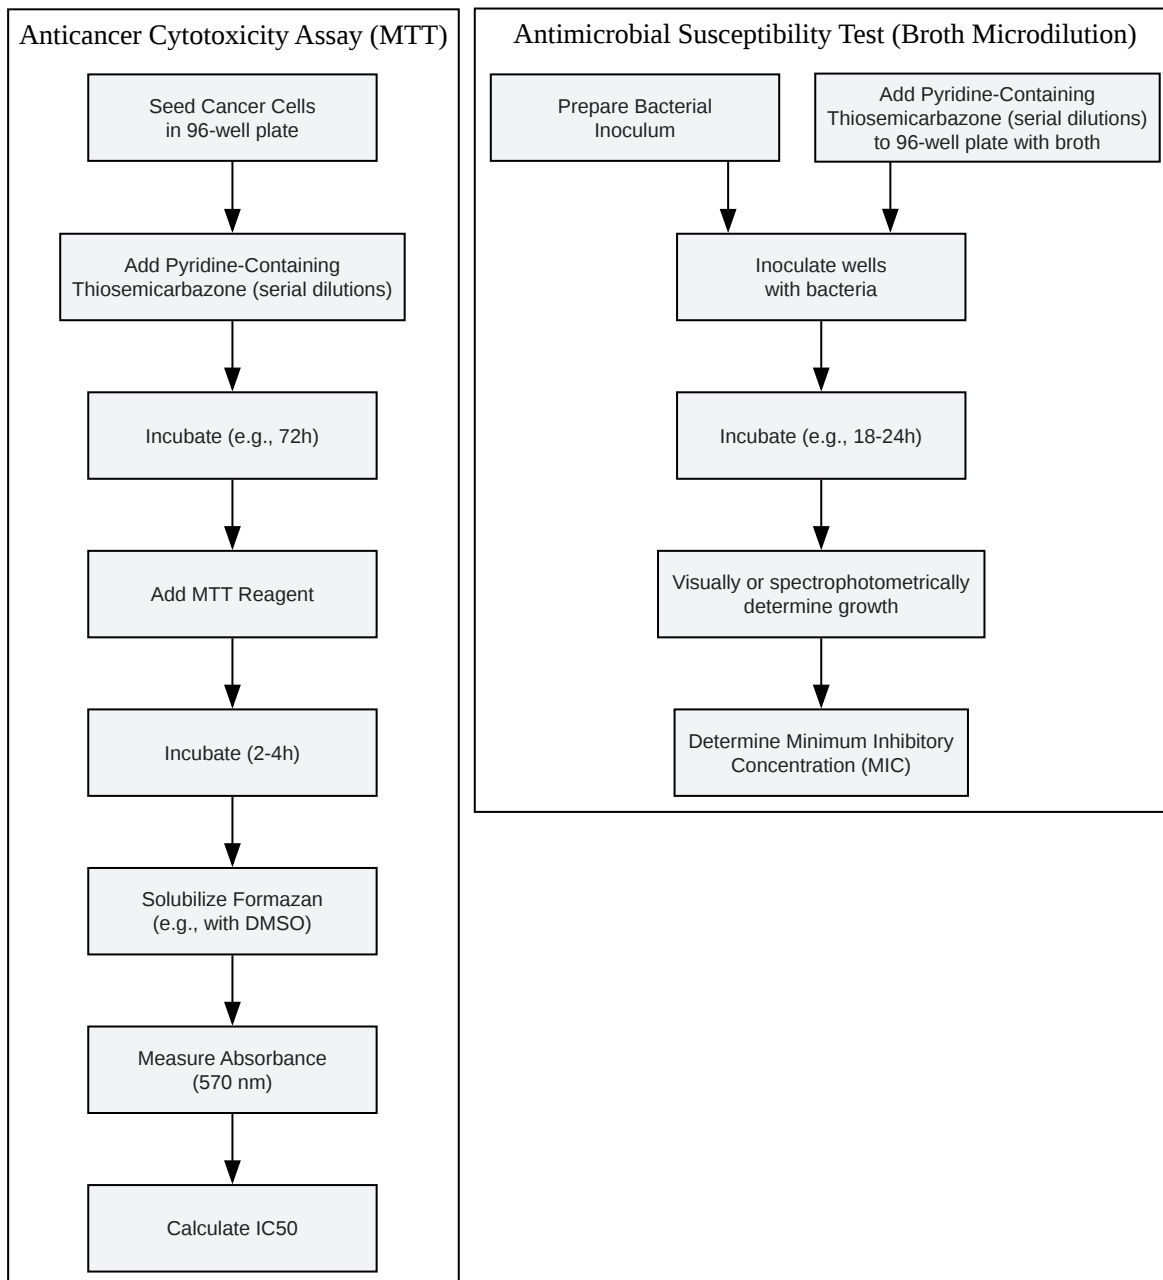 Anticancer Cytotoxicity Assay (MTT)
Seed Cancer Cells
in 96-well plate
Add Pyridine-Containing
Thiosemicarbazone (serial dilutions)
Incubate (e.g., 72h)
Add MTT Reagent
Incubate (2-4h)
Solubilize Formazan
(e.g., with DMSO)
Measure Absorbance
(570 nm)
Calculate IC50
Antimicrobial Susceptibility Test (Broth Microdilution)
Prepare Bacterial
Inoculum
Add Pyridine-Containing
Thiosemicarbazone (serial dilutions)
to 96-well plate with broth
Inoculate wells
with bacteria
Incubate (e.g., 18-24h)
Visually or spectrophotometrically
determine growth
Determine Minimum Inhibitory
Concentration (MIC)